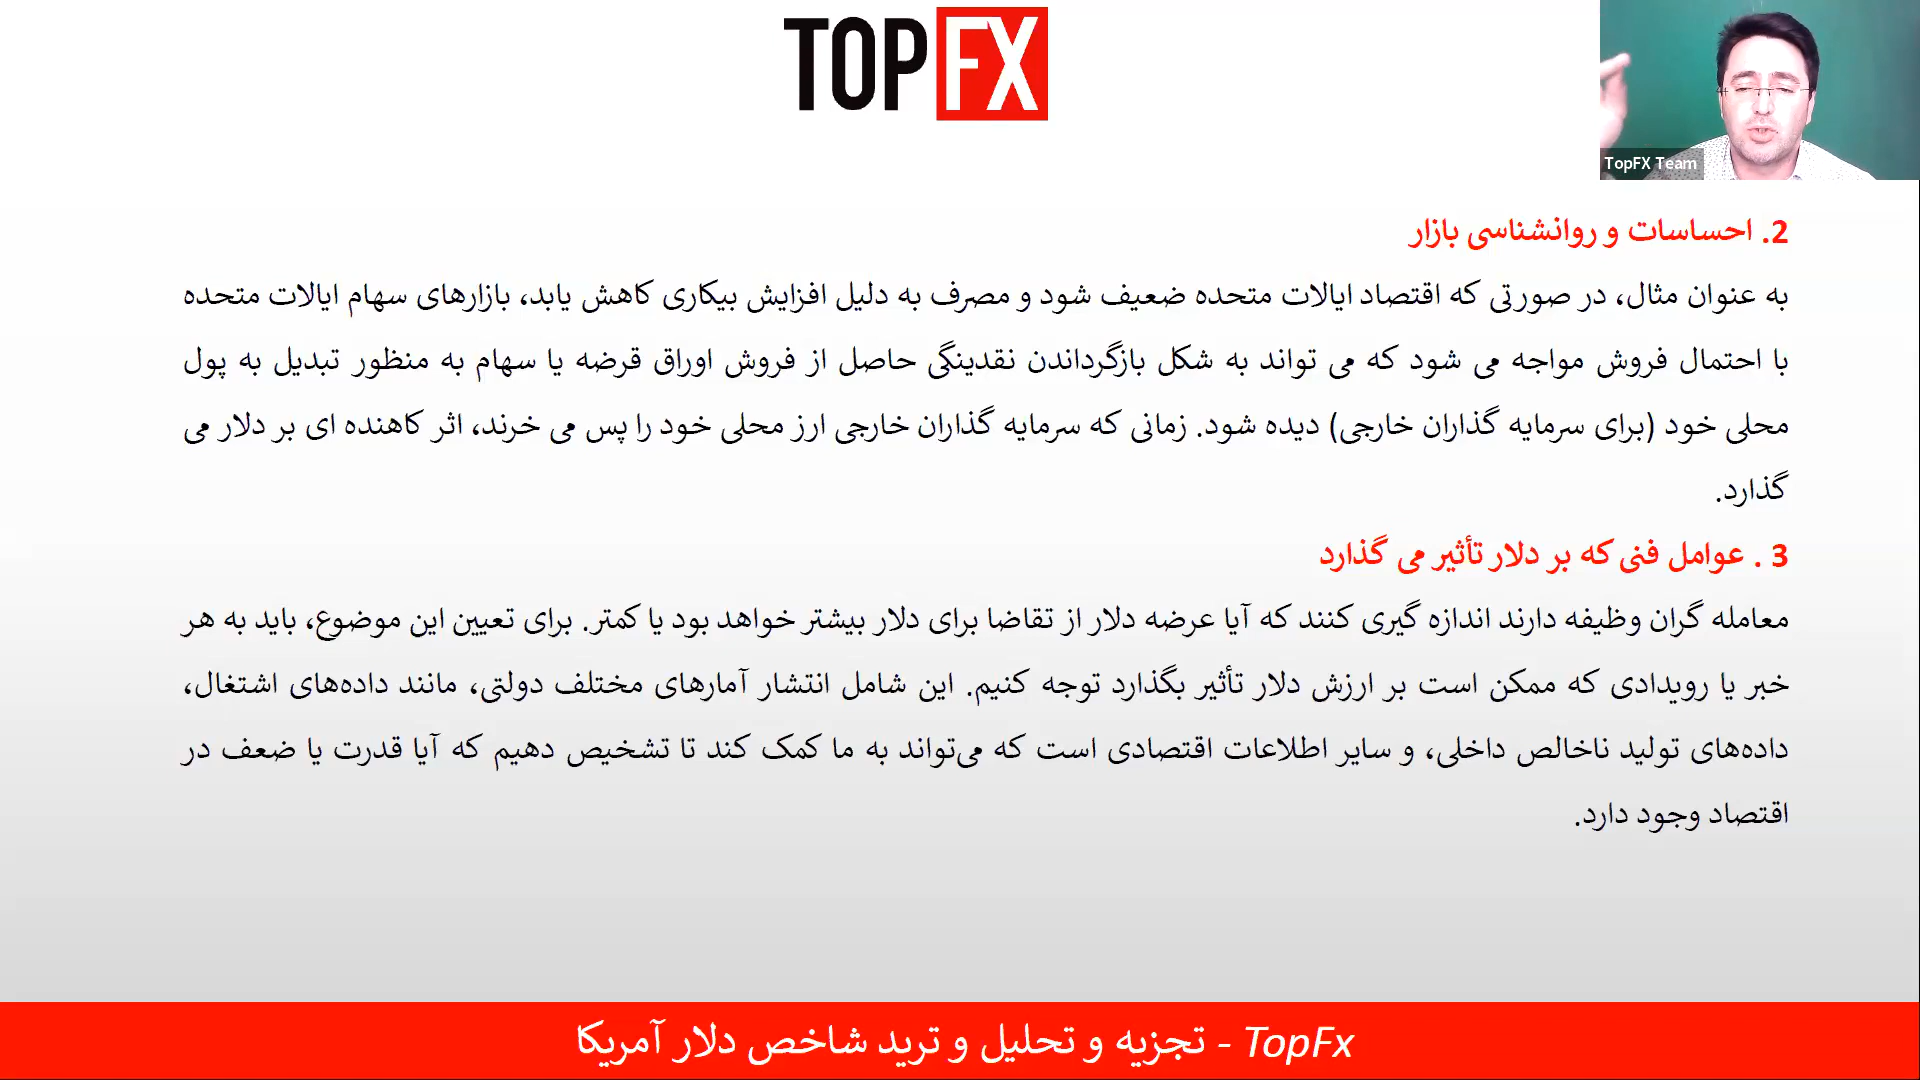 TOPFX
TopFX Team
2. احساسات و روانشناسی بازار
به عنوان مثال، در صورتی که اقتصاد ایالات متحده ضعیف شود و مصرف به دلیل افزایش بیکاری کاهش یابد، بازارهای سهام ایالات متحده
با احتمال فروش مواجه می شود که می تواند به شکل بازگرداندن نقدینگی حاصل از فروش اوراق قرضه یا سهام به منظور تبدیل به پول
محلی خود (برای سرمایه گذاران خارجی) دیده شود. زمانی که سرمایه گذاران خارجی ارز محلی خود را پس می خرند، اثر کاهنده ای بر دلار می
گذارد.
3 . عوامل فنی که بر دلار تأثیر می گذارد
معامله گران وظیفه دارند اندازه گیری کنند که آیا عرضه دلار از تقاضا برای دلار بیشتر خواهد بود یا کمتر. برای تعیین این موضوع، باید به هر
خبر یا رویدادی که ممکن است بر ارزش دلار تأثیر بگذارد توجه کنیم. این شامل انتشار آمارهای مختلف دولتی، مانند داده‌های اشتغال،
داده‌های تولید ناخالص داخلی، و سایر اطلاعات اقتصادی است که می‌تواند به ما کمک کند تا تشخیص دهیم که آیا قدرت یا ضعف در
اقتصاد وجود دارد.
TopFx - تجزیه و تحلیل و ترید شاخص دلار آمریکا